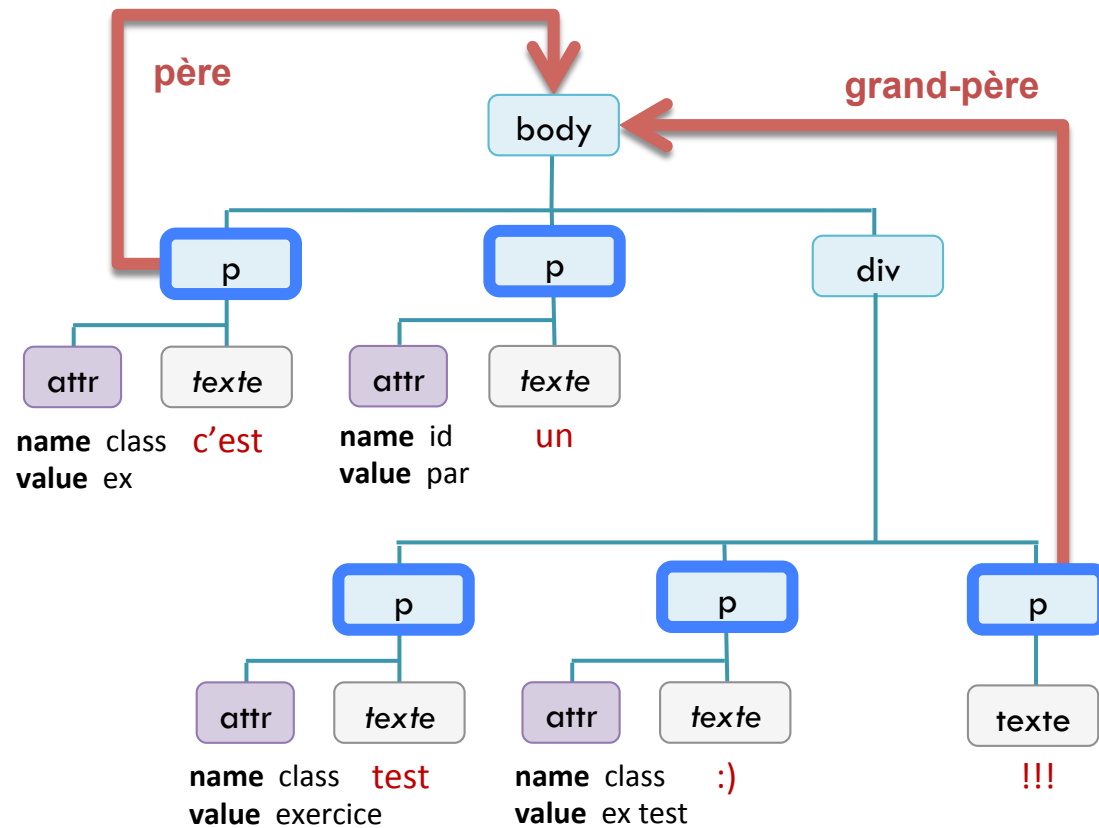 père
grand-père
body
p
p
div
attr
texte
attr
texte
name class
c’est
value ex
name id
un
value par
p
p
p
attr
texte
attr
texte
texte
name class
test
value exercice
name class
:)
value ex test
!!!